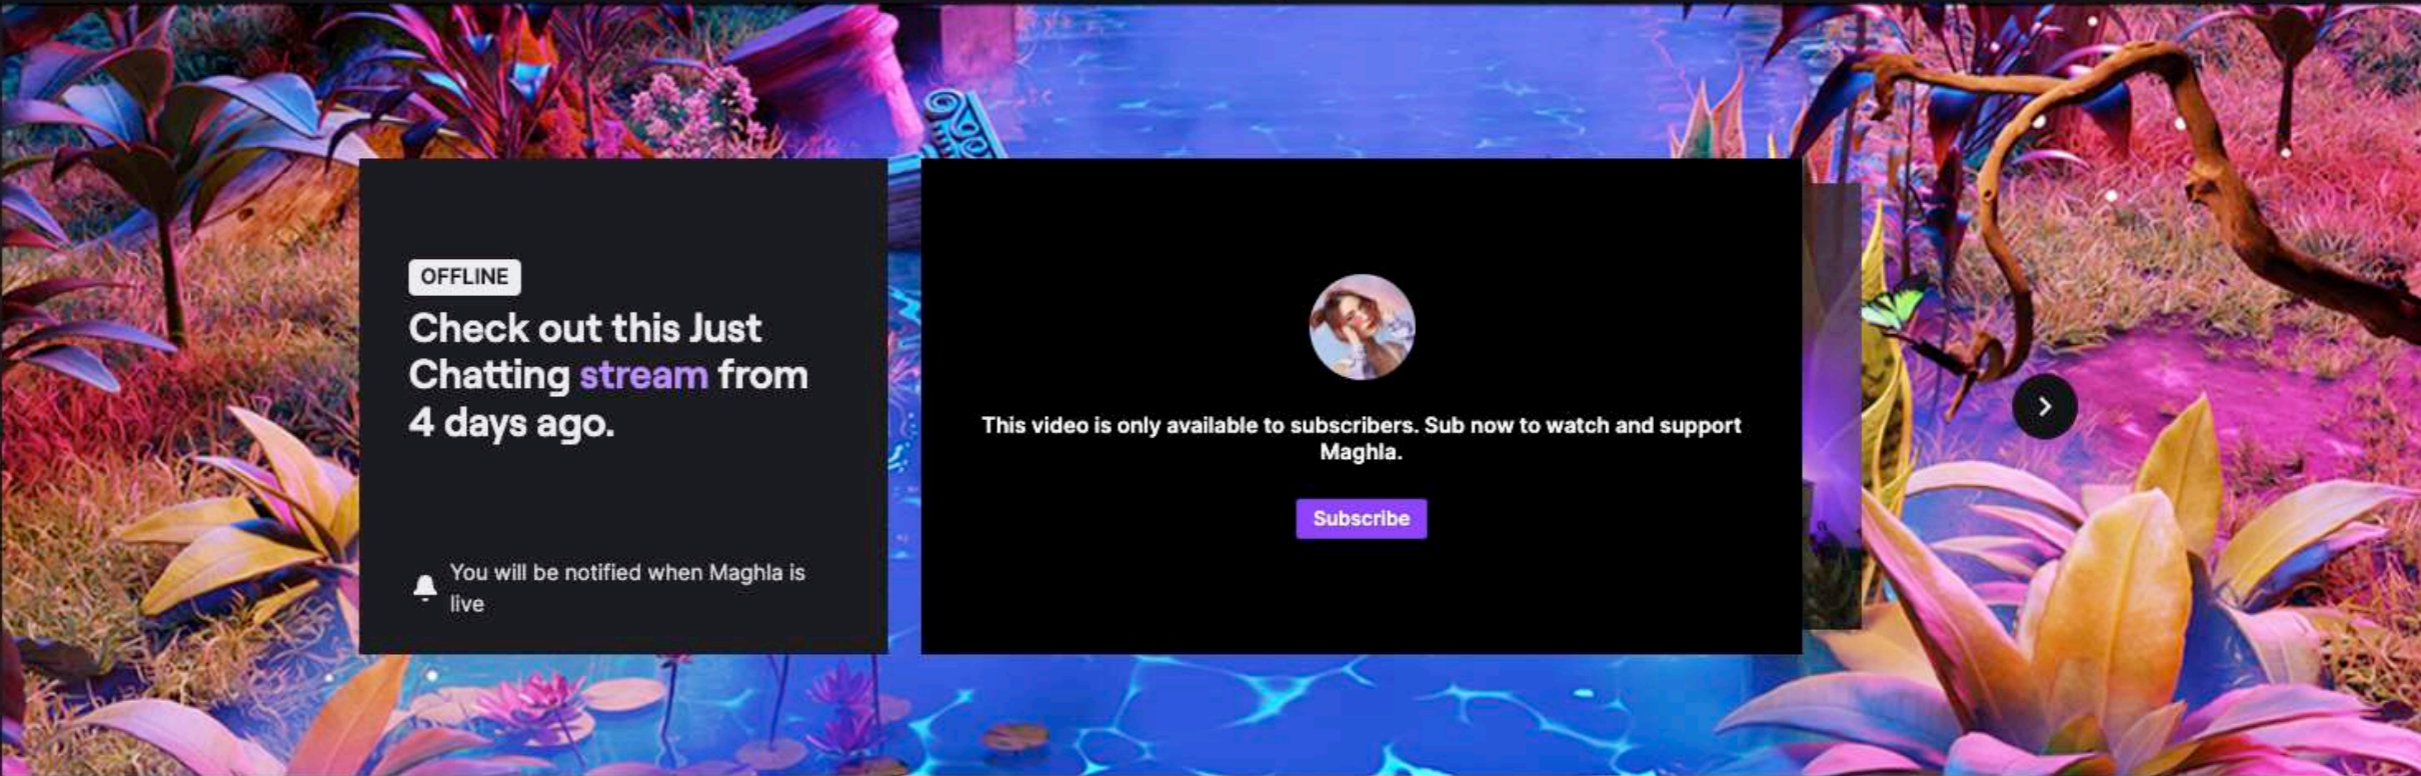 OFFLINE
Check out this Just
Chatting stream from
4 days ago.
You will be notified when Maghla is
live
This video is only available to subscribers. Sub now to watch and support
Maghla.
Subscribe